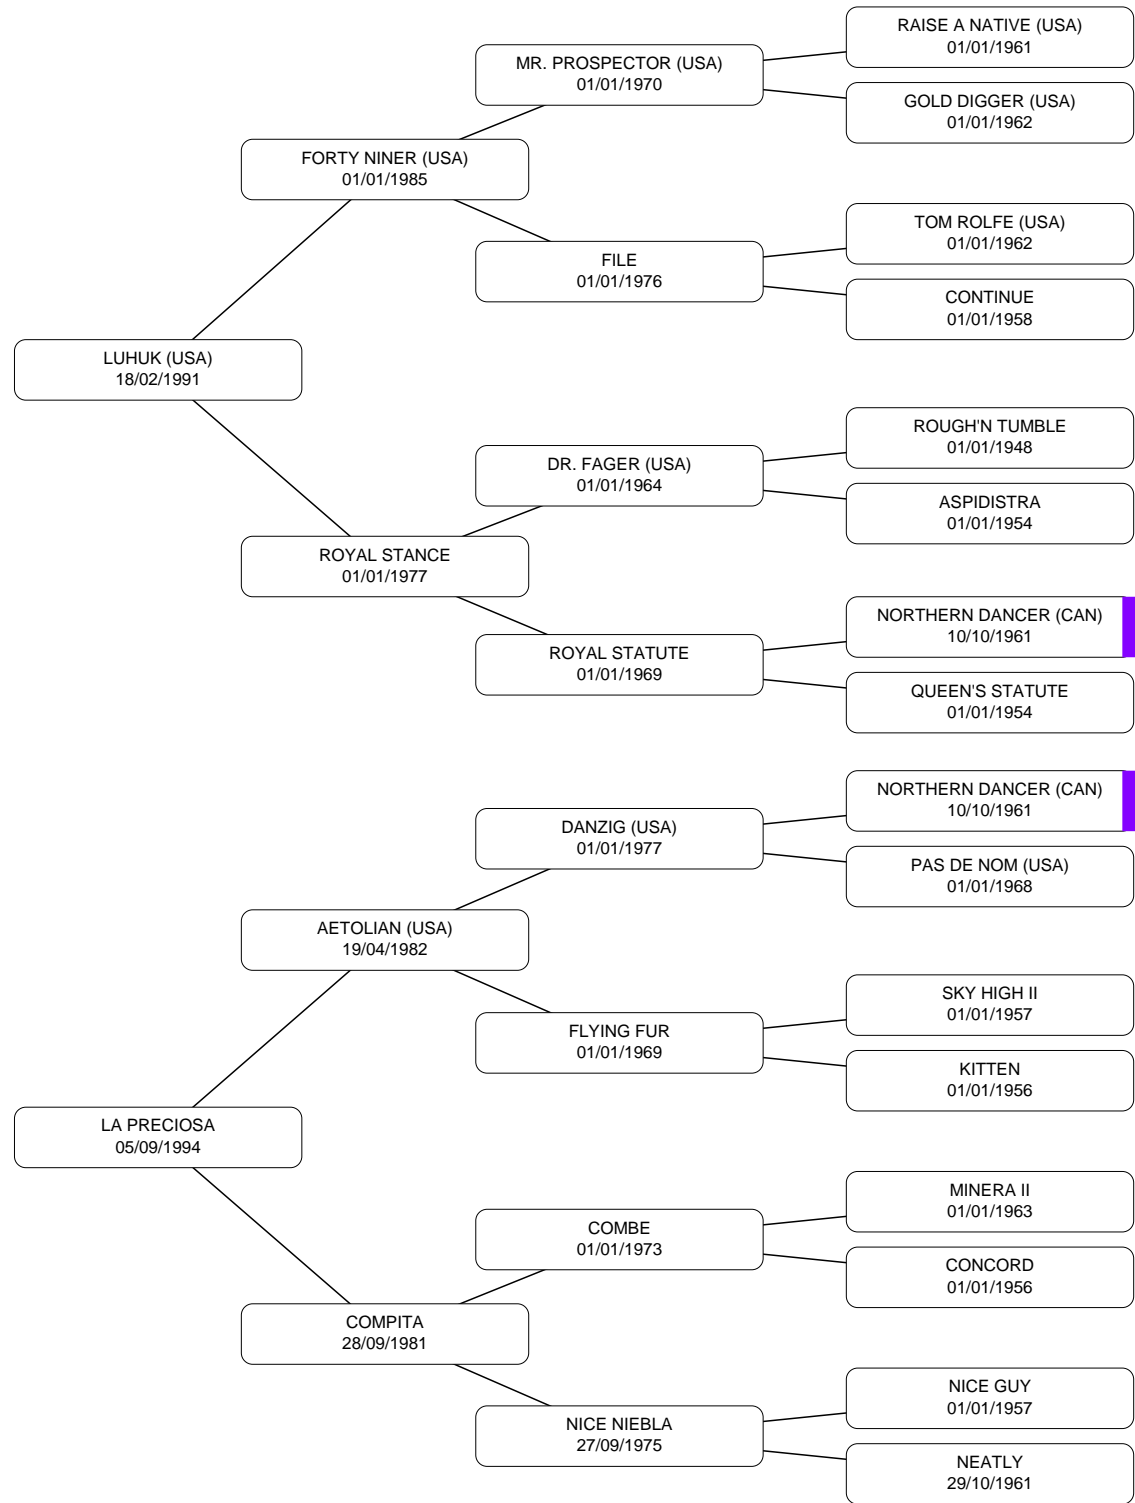 RAISE A NATIVE (USA)
01/01/1961
MR. PROSPECTOR (USA)
01/01/1970
GOLD DIGGER (USA)
01/01/1962
FORTY NINER (USA)
01/01/1985
TOM ROLFE (USA)
01/01/1962
FILE
01/01/1976
CONTINUE
01/01/1958
LUHUK (USA)
18/02/1991
ROUGH'N TUMBLE
01/01/1948
DR. FAGER (USA)
01/01/1964
ASPIDISTRA
01/01/1954
ROYAL STANCE
01/01/1977
NORTHERN DANCER (CAN)
10/10/1961
ROYAL STATUTE
01/01/1969
QUEEN'S STATUTE
01/01/1954
NORTHERN DANCER (CAN)
10/10/1961
DANZIG (USA)
01/01/1977
PAS DE NOM (USA)
01/01/1968
AETOLIAN (USA)
19/04/1982
SKY HIGH II
01/01/1957
FLYING FUR
01/01/1969
KITTEN
01/01/1956
LA PRECIOSA
05/09/1994
MINERA II
01/01/1963
COMBE
01/01/1973
CONCORD
01/01/1956
COMPITA
28/09/1981
NICE GUY
01/01/1957
NICE NIEBLA
27/09/1975
NEATLY
29/10/1961